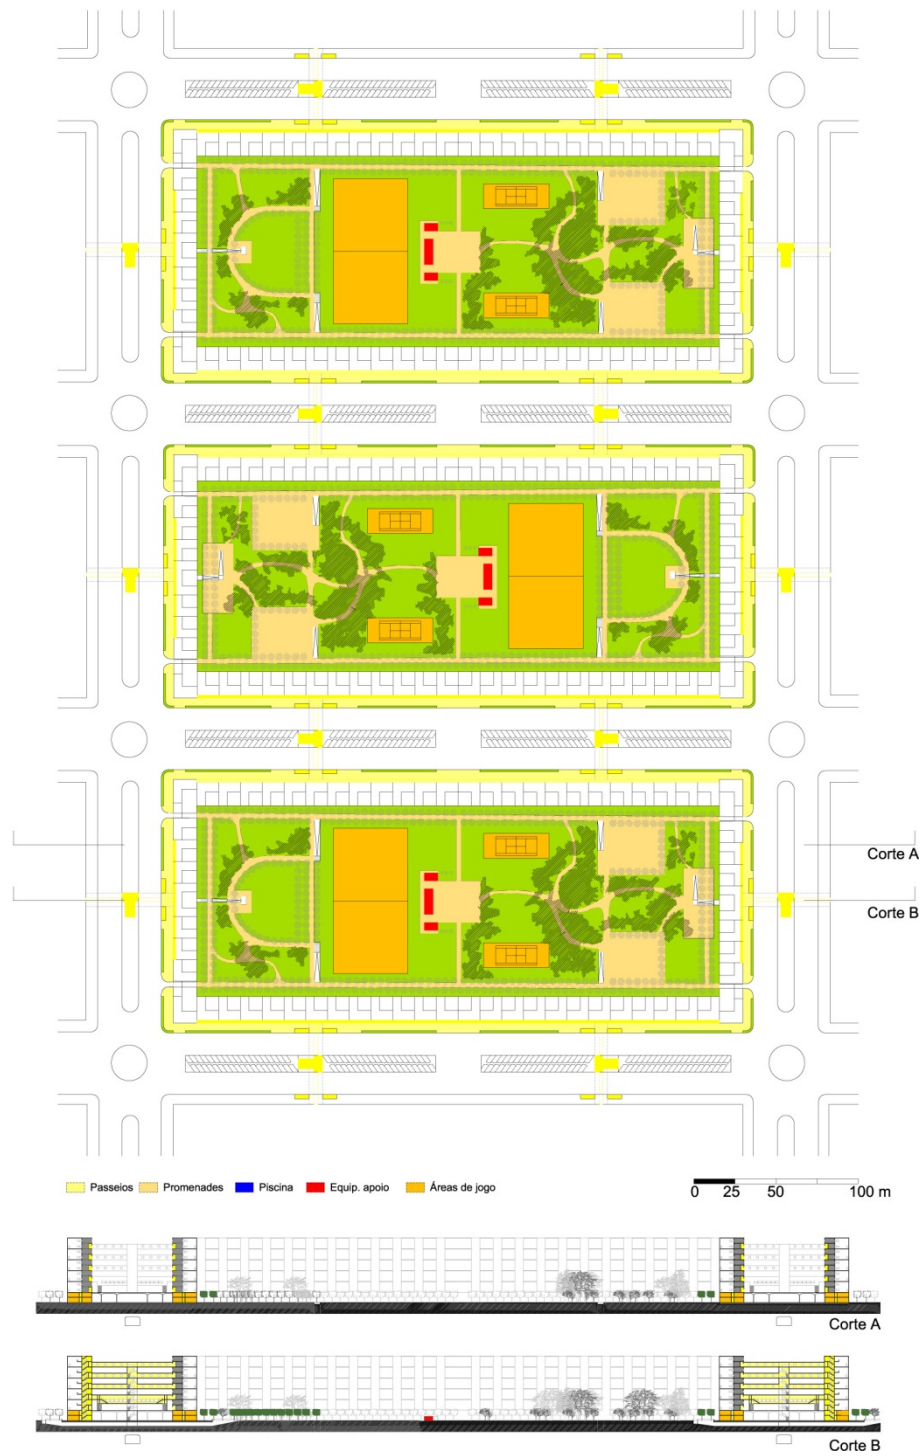 Corte A
Corte B
Passeios Promenades Piscina Equip. apoio Áreas de jogo
0 25 50 100 m
Corte A
Corte B